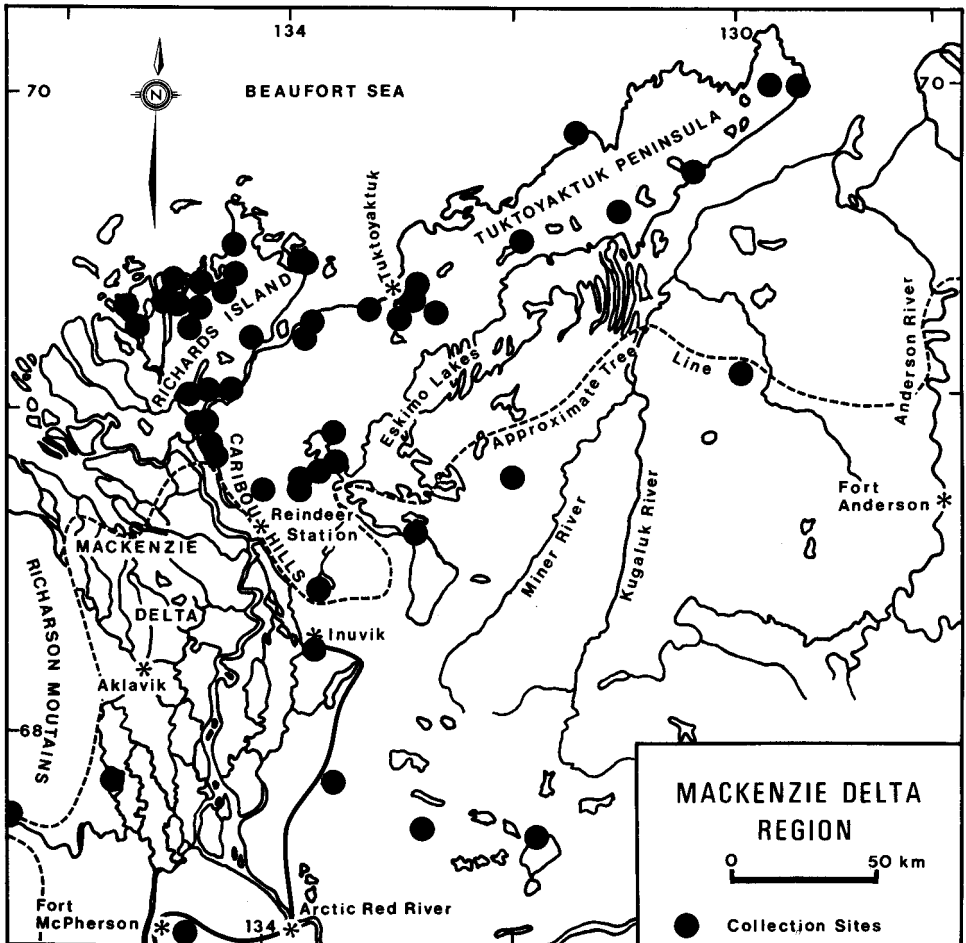 134
130
70
N
BEAUFORT SEA
70
TUKTOYAKTUK PENINSULA
Tuktoyaktuk
RICHARDS ISLAND
Eskimo Lakes
Approximate Tree Line
Anderson River
CARIBOU HILLS
Reindeer
Station
Fort
Anderson
MACKENZIE
DELTA
Miner River
Kugaluk River
RICHARSON MOUTAINS
Inuvik
Aklavik
68
MACKENZIE DELTA
REGION
0 50 km
Collection Sites
Fort
McPherson
134
Arctic Red River